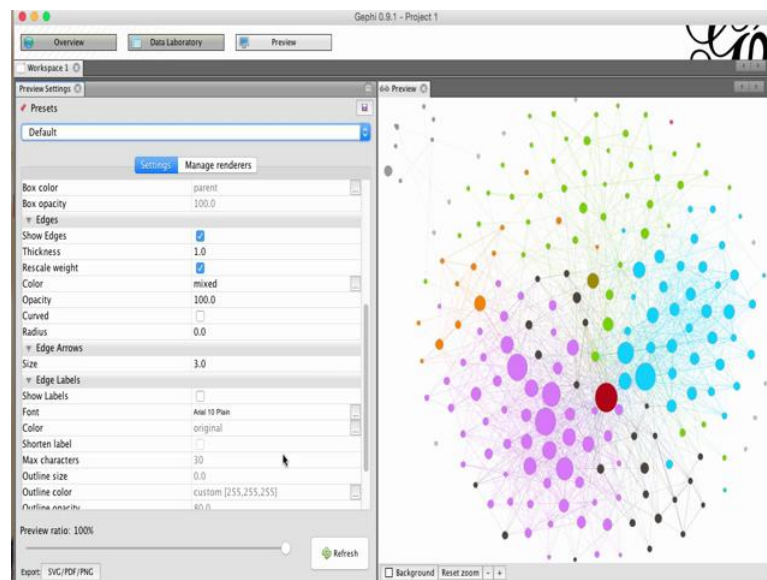 Gephi 0.9.1 - Project 1
Overview Data Laboratory Preview
Workspace 1
Preview Settings
Presets
Default
Settings Manage renderers
Box color parent
Box opacity 100.0
Edges
Show Edges
Thickness 1.0
Rescale weight
Color mixed
Opacity 100.0
Curved
Radius 0.0
Edge Arrows
Size 3.0
Edge Labels
Show Labels
Font Arial 10 Plain
Color original
Shorten label
Max characters 30
Outline size 0.0
Outline color custom [255,255,255]
Outline opacity 80.0
Preview ratio: 100%
Refresh
Export: SVG/PDF/PNG
Preview
Background Reset zoom - +